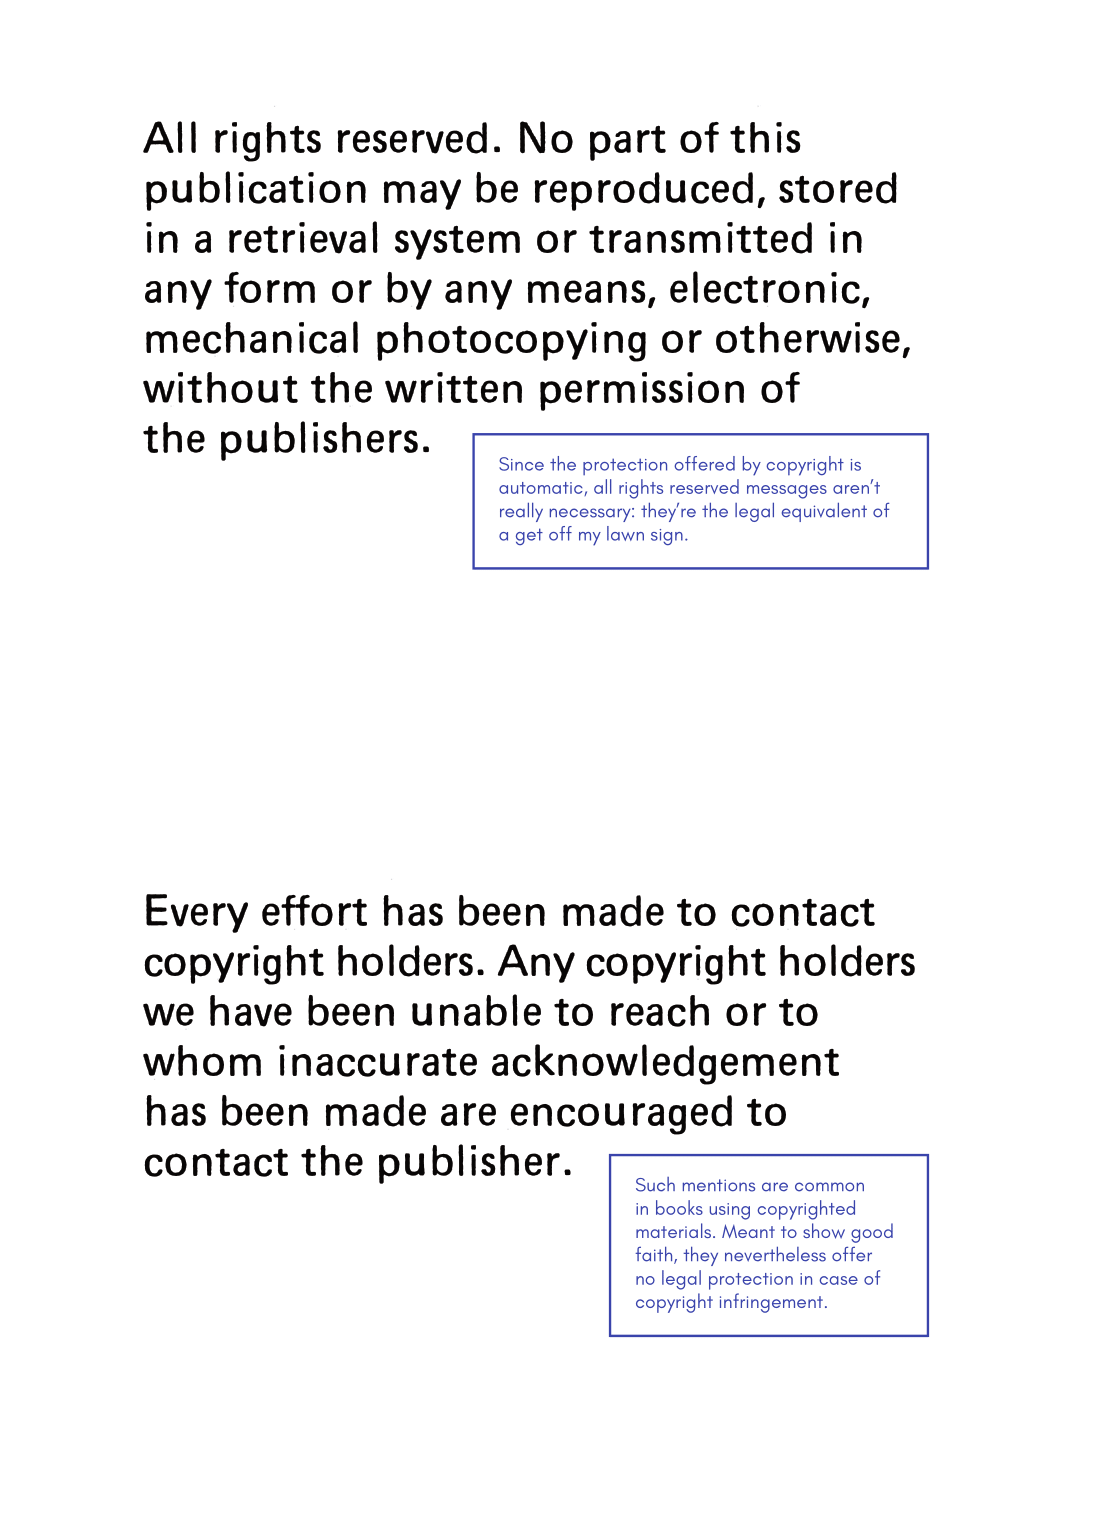 All rights reserved. No part of this
publication may be reproduced, stored
in a retrieval system or transmitted in
any form or by any means, electronic,
mechanical photocopying or otherwise,
without the written permission of
the publishers.
Since the protection offered by copyright is
automatic, all rights reserved messages aren’t
really necessary: they’re the legal equivalent of
a get off my lawn sign.
Every effort has been made to contact
copyright holders. Any copyright holders
we have been unable to reach or to
whom inaccurate acknowledgement
has been made are encouraged to
contact the publisher.
Such mentions are common
in books using copyrighted
materials. Meant to show good
faith, they nevertheless offer
no legal protection in case of
copyright infringement.